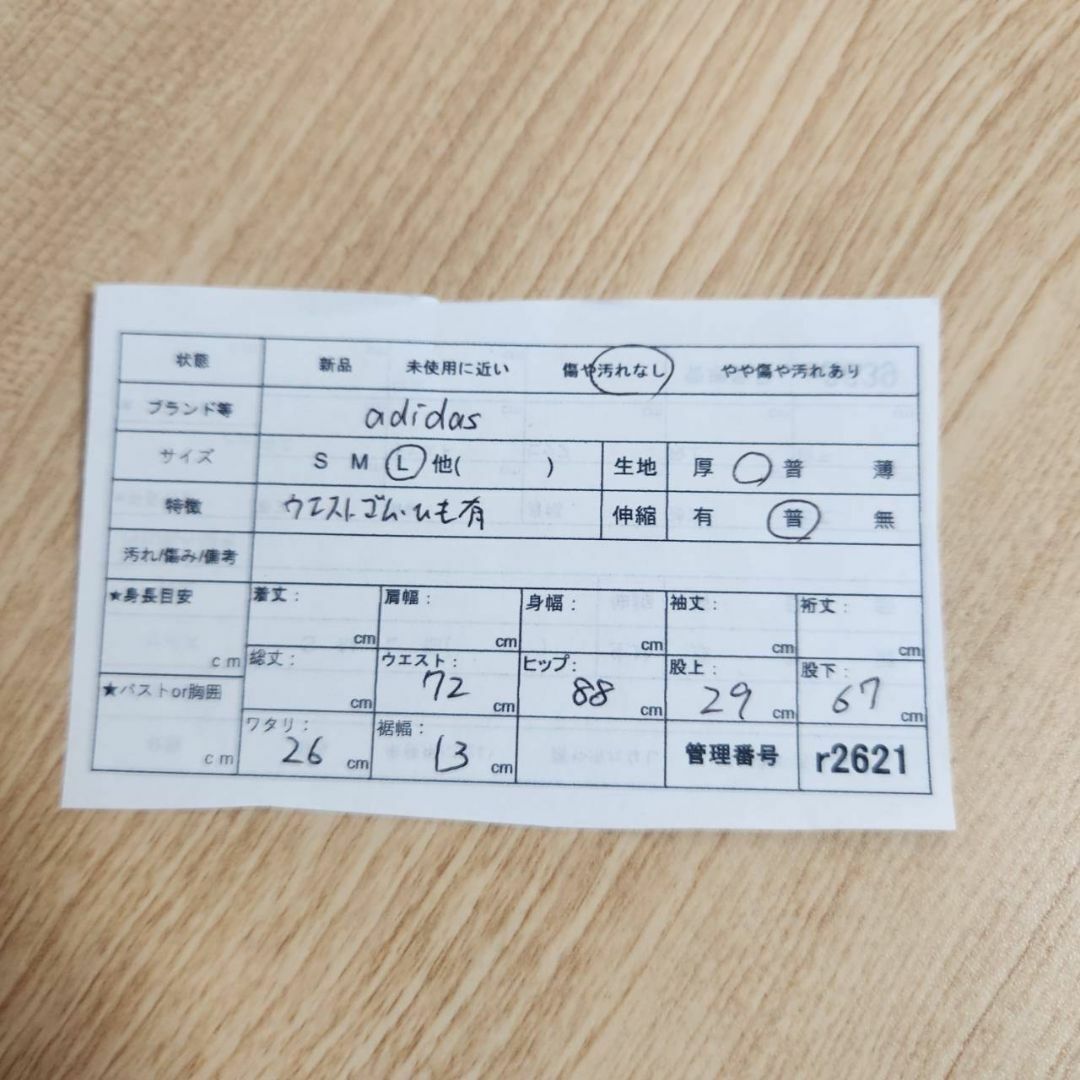 状態 新品 未使用に近い 傷や汚れなし やや傷や汚れあり
ブランド等 adidas
サイズ S M L 他( ) 生地 厚 普 薄
特徴 ウエストゴム・ひも有 伸縮 有 普 無
汚れ/傷み/備考
★身長目安 cm 着丈: cm 肩幅: cm 身幅: cm 袖丈: cm 裄丈: cm
総丈: cm ウエスト: 72 cm ヒップ: 88 cm 股上: 29 cm 股下: 67 cm
★バストor胸囲 cm ワタリ: 26 cm 裾幅: 13 cm 管理番号 r2621